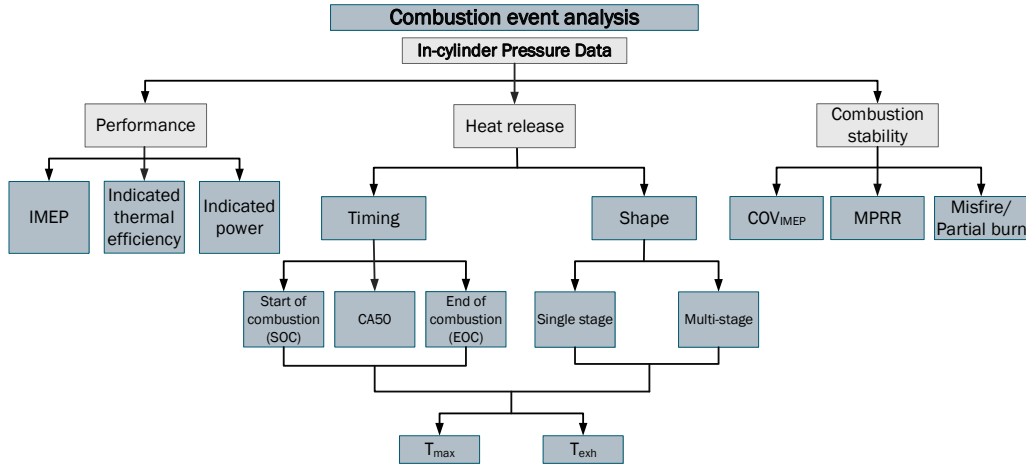 Combustion event analysis
In-cylinder Pressure Data
Performance
Heat release
Combustion
stability
IMEP
Indicated
thermal
efficiency
Indicated
power
Timing
Shape
COVIMEP
MPRR
Misfire/
Partial burn
Start of
combustion
(SOC)
CA50
End of
combustion
(EOC)
Single stage
Multi-stage
Tmax
Texh